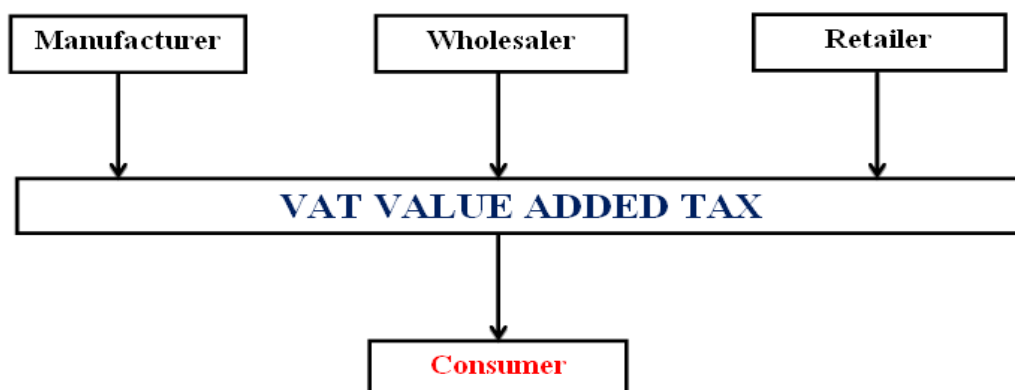 Manufacturer
Wholesaler
Retailer
VAT VALUE ADDED TAX
Consumer